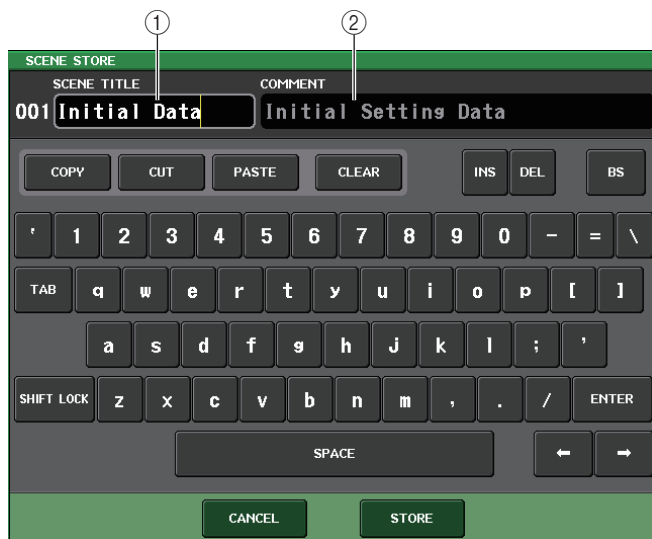 ① ②
SCENE STORE
SCENE TITLE COMMENT
001 Initial Data Initial Setting Data
COPY CUT PASTE CLEAR INS DEL BS
' 1 2 3 4 5 6 7 8 9 0 - = \
TAB q w e r t y u i o p [ ]
a s d f g h j k l ; '
SHIFT LOCK z x c v b n m , . / ENTER
SPACE ← →
CANCEL STORE